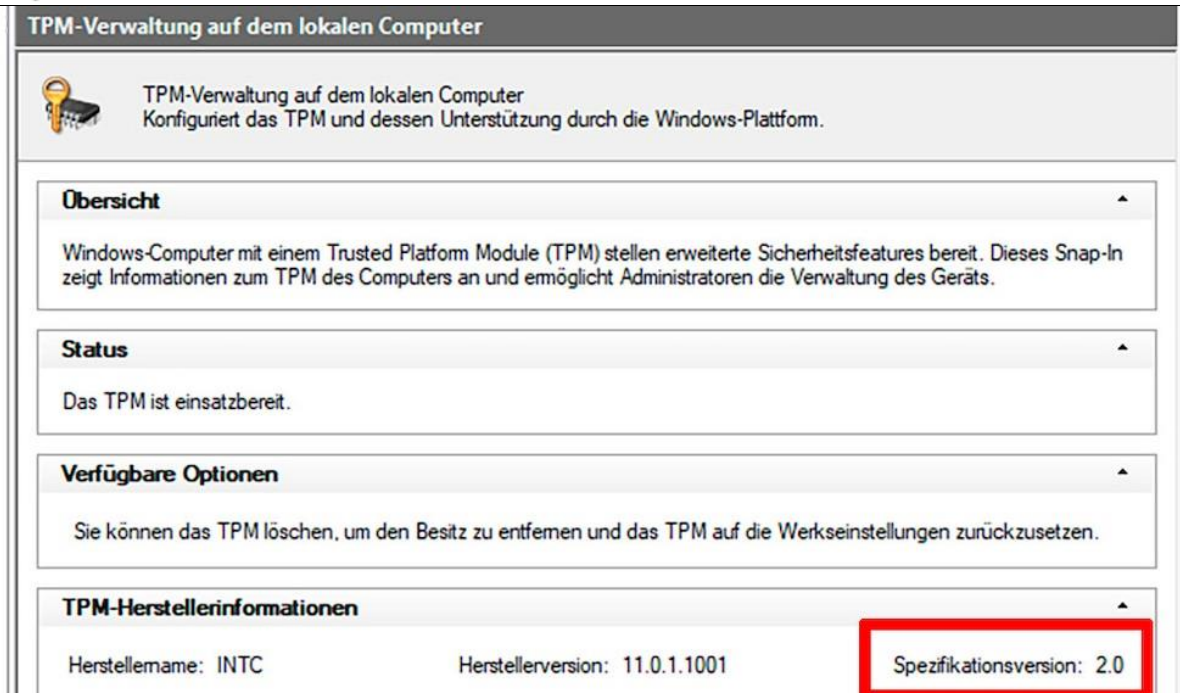 TPM-Verwaltung auf dem lokalen Computer
TPM-Verwaltung auf dem lokalen Computer
Konfiguriert das TPM und dessen Unterstützung durch die Windows-Plattform.
Übersicht
Windows-Computer mit einem Trusted Platform Module (TPM) stellen erweiterte Sicherheitsfeatures bereit. Dieses Snap-In
zeigt Informationen zum TPM des Computers an und ermöglicht Administratoren die Verwaltung des Geräts.
Status
Das TPM ist einsatzbereit.
Verfügbare Optionen
Sie können das TPM löschen, um den Besitz zu entfernen und das TPM auf die Werkseinstellungen zurückzusetzen.
TPM-Herstellerinformationen
Herstellername: INTC Herstellerversion: 11.0.1.1001 Spezifikationsversion: 2.0